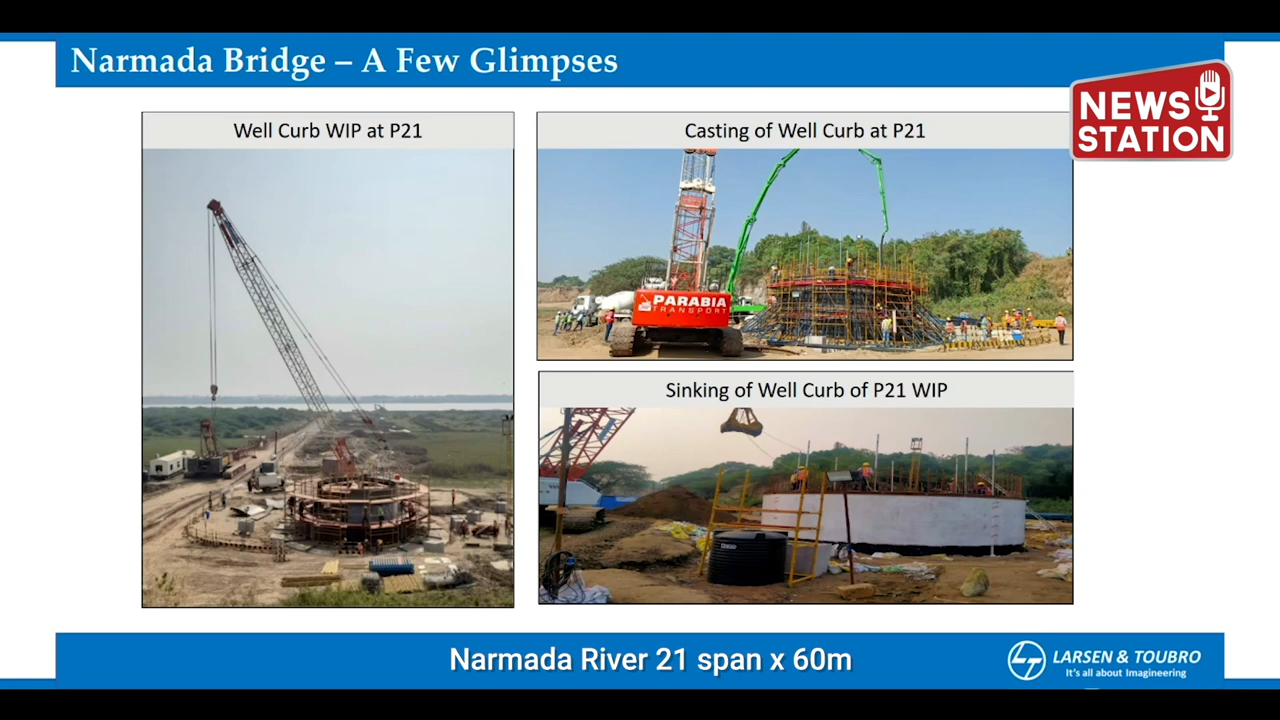 Narmada Bridge – A Few Glimpses
NEWS
STATION
Well Curb WIP at P21
Casting of Well Curb at P21
PARABIA
TRANSPORT
Sinking of Well Curb of P21 WIP
Narmada River 21 span x 60m
LARSEN & TOUBRO
It's all about Imagineering